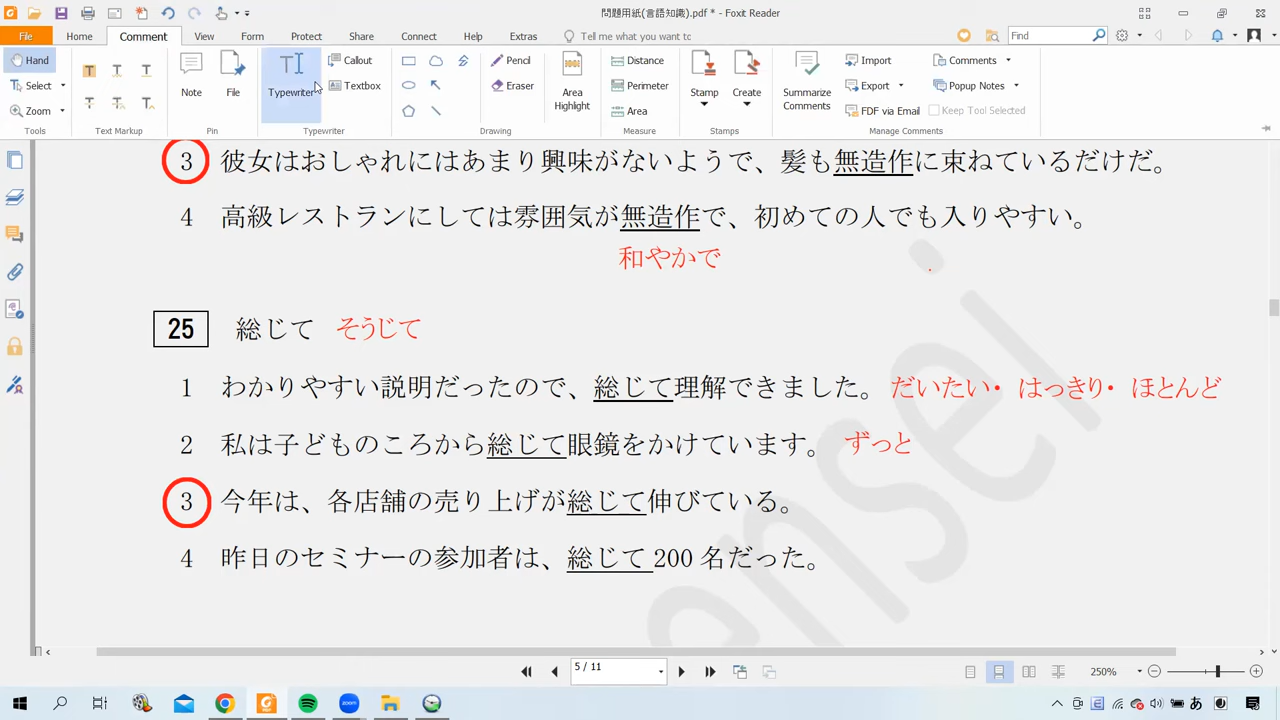 問題用紙(言語知識).pdf * - Foxit Reader
File Home Comment View Form Protect Share Connect Help Extras Tell me what you want to Find
Hand Callout Pencil Distance Import Comments
Select Typewriter Note File Textbox Eraser Area Highlight Perimeter Stamp Create Summarize Comments Export Popup Notes
Zoom Area FDF via Email Keep Tool Selected
Tools Text Markup Pin Typewriter Drawing Measure Stamps Manage Comments
3 彼女はおしゃれにはあまり興味がないようで、髪も無造作に束ねているだけだ。
4 高級レストランにしては雰囲気が無造作で、初めての人でも入りやすい。
和やかで
25 総じて そうじて
1 わかりやすい説明だったので、総じて理解できました。 だいたい・ はっきり・ ほとんど
2 私は子どものころから総じて眼鏡をかけています。 ずっと
3 今年は、各店舗の売り上げが総じて伸びている。
4 昨日のセミナーの参加者は、総じて 200 名だった。
5 / 11 250%
zoom あ